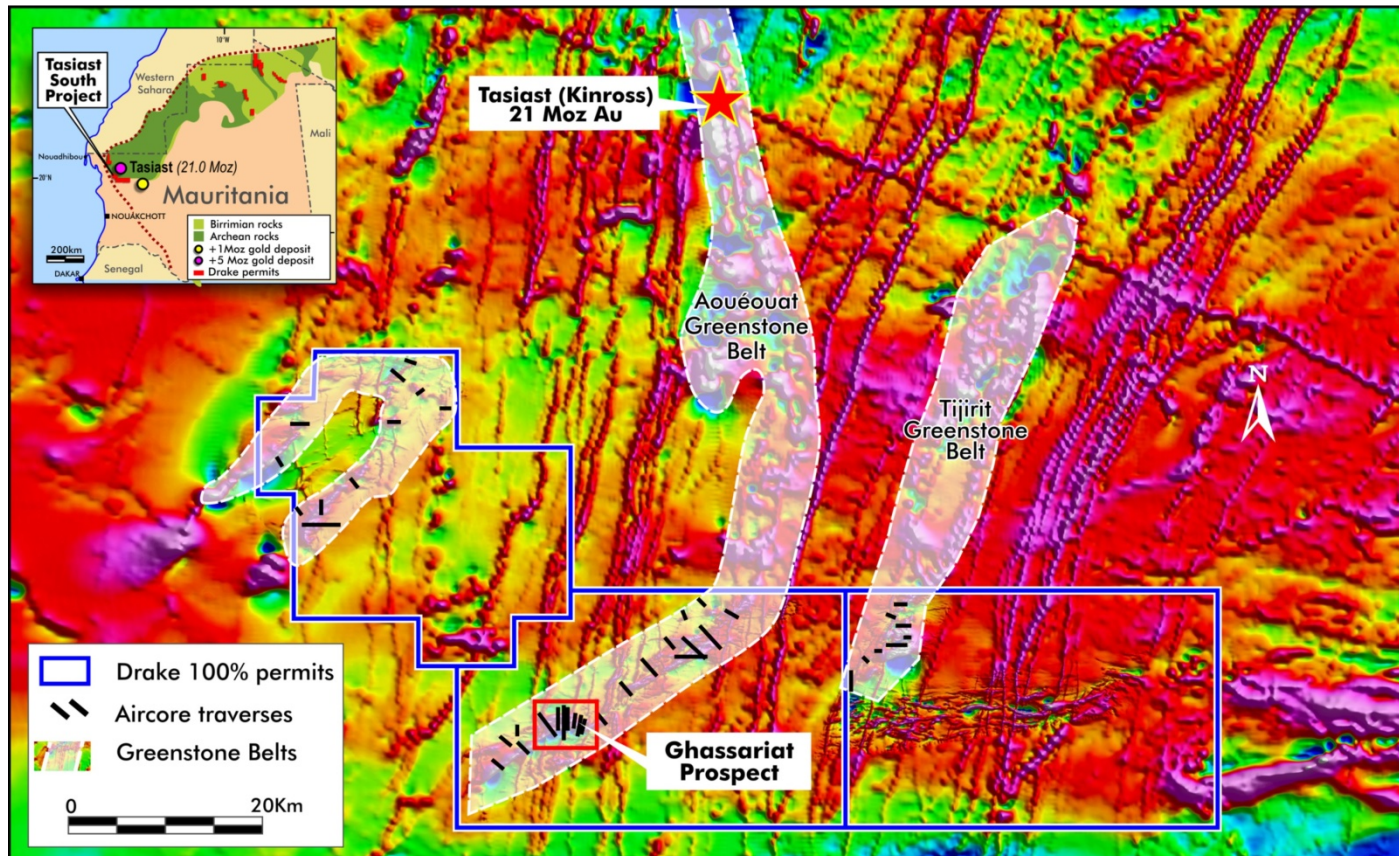 10°W
Tasiast
South
Project
Western
Sahara
Mali
Nouadhibou
Tasiast (21.0 Moz)
20°N
Mauritania
NOUAKCHOTT
Birrimian rocks
Archean rocks
+1Moz gold deposit
+5 Moz gold deposit
Drake permits
200km
Senegal
DAKAR
Tasiast (Kinross)
21 Moz Au
Aouéouat
Greenstone
Belt
Tijirit
Greenstone
Belt
N
Ghassariat
Prospect
Drake 100% permits
Aircore traverses
Greenstone Belts
0 20Km